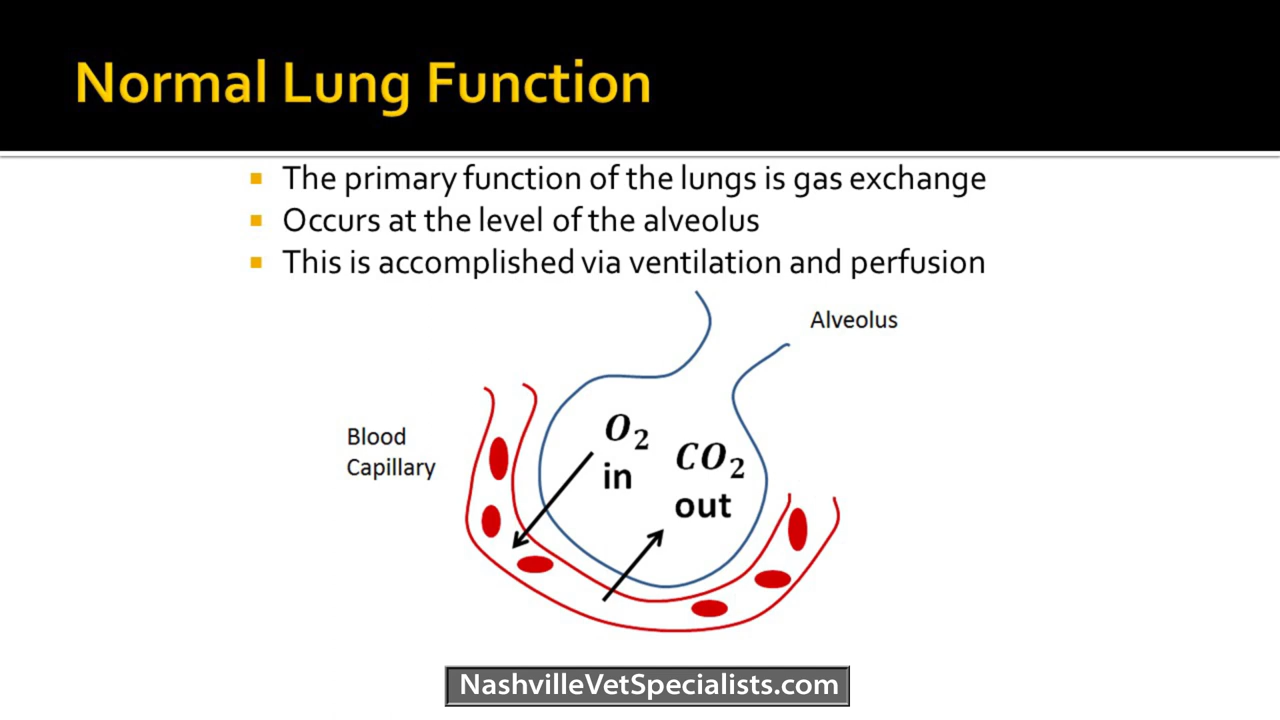 Normal Lung Function
▪ The primary function of the lungs is gas exchange
▪ Occurs at the level of the alveolus
▪ This is accomplished via ventilation and perfusion
Alveolus
Blood
Capillary
O₂
in
CO₂
out
NashvilleVetSpecialists.com